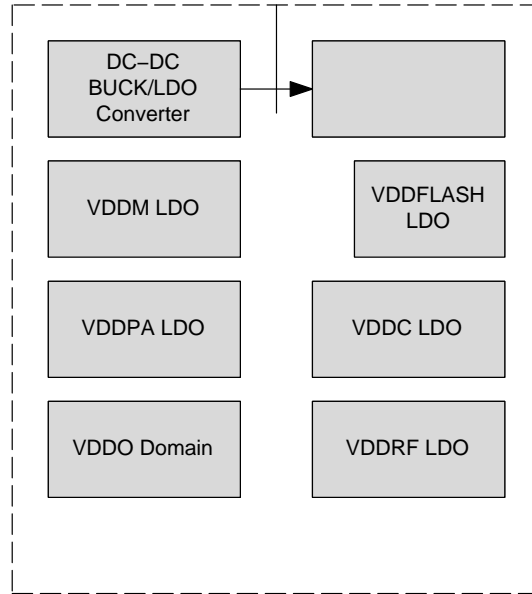 DC–DC
BUCK/LDO
Converter
VDDM LDO
VDDFLASH
LDO
VDDPA LDO
VDDC LDO
VDDO Domain
VDDRF LDO